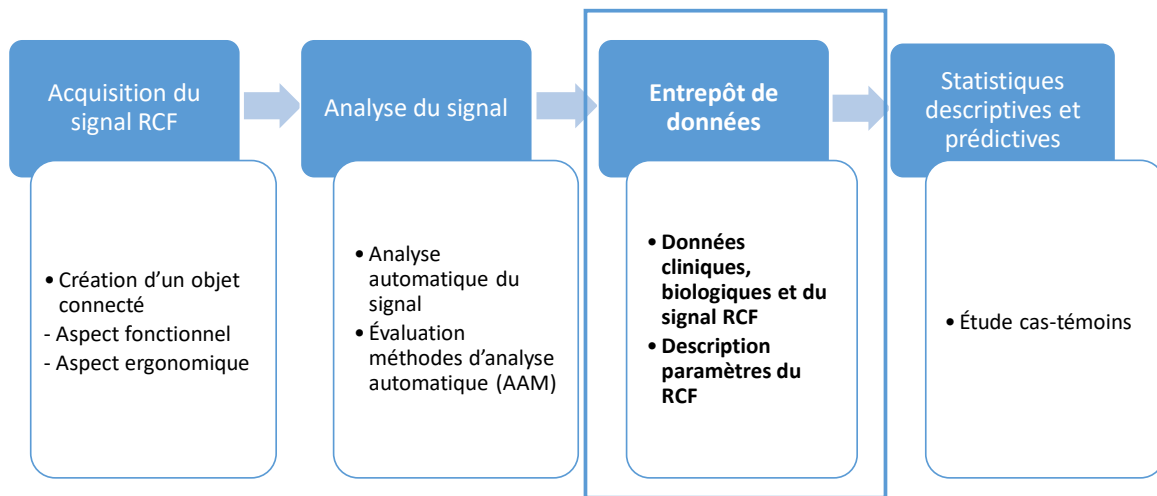 Acquisition du
signal RCF
• Création d'un objet
connecté
- Aspect fonctionnel
- Aspect ergonomique
Analyse du signal
• Analyse
automatique du
signal
• Évaluation
méthodes d'analyse
automatique (AAM)
Entrepôt de
données
• Données
cliniques,
biologiques et du
signal RCF
• Description
paramètres du
RCF
Statistiques
descriptives et
prédictives
• Étude cas-témoins